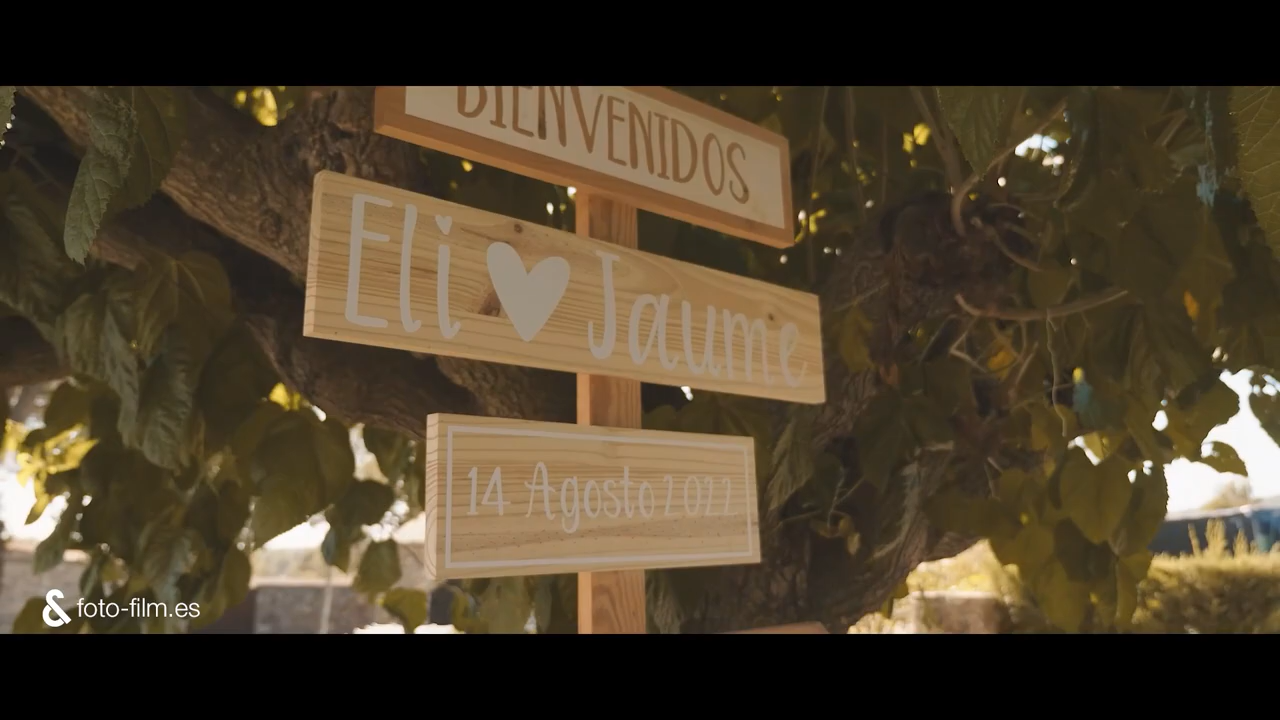 BIENVENIDOS
Eli ♥ Jaume
14 Agosto 2022
& foto-film.es